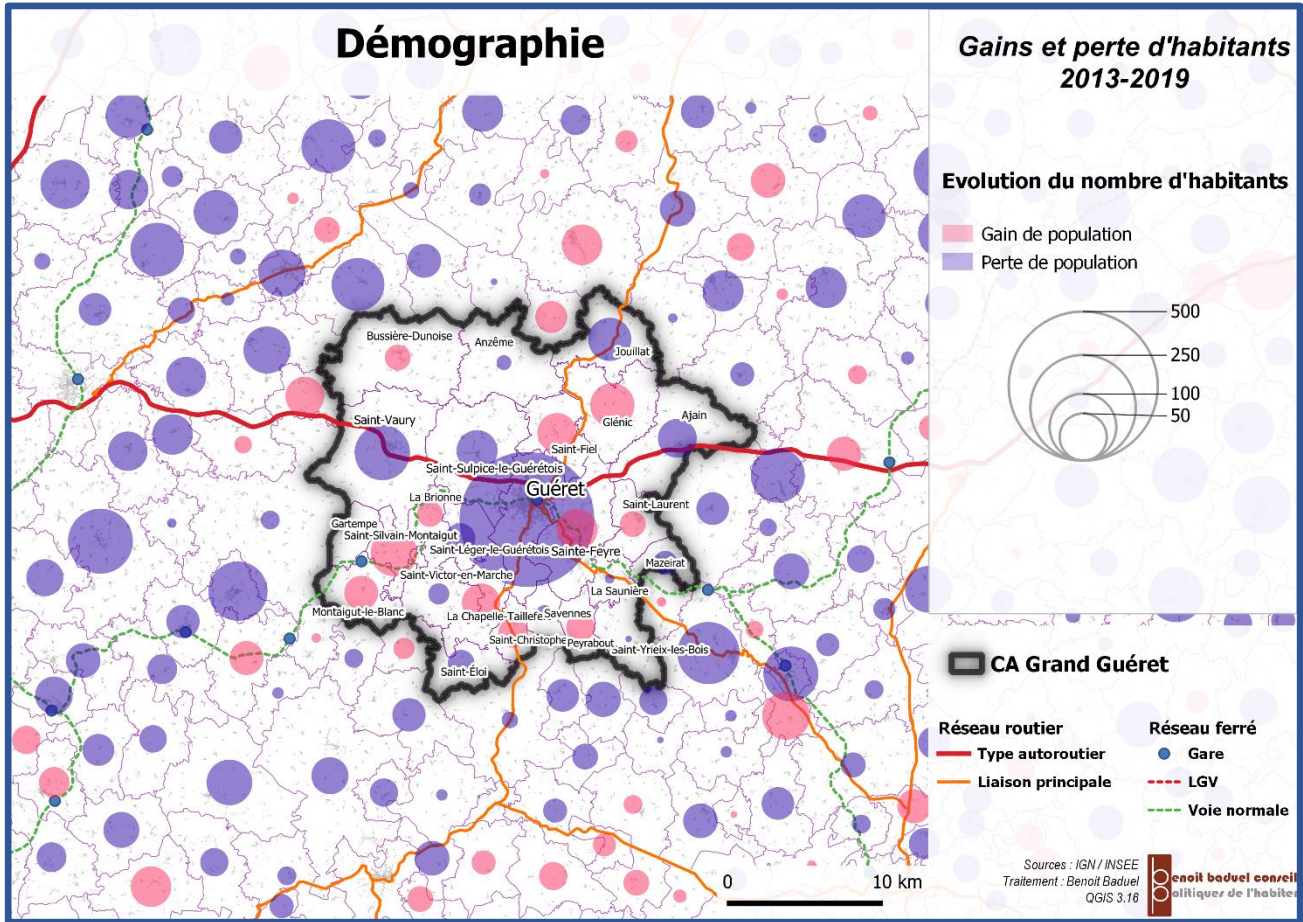 Démographie
Gains et perte d'habitants
2013-2019
Evolution du nombre d'habitants
Gain de population
Perte de population
500
250
100
50
Bussière-Dunoise
Anzême
Jouillat
Saint-Vaury
Glénic
Ajain
Saint-Fiel
Saint-Sulpice-le-Guérétois
Guéret
La Brionne
Saint-Laurent
Gartempe
Saint-Silvain-Montaigut
Saint-Léger-le-Guérétois
Sainte-Feyre
Mazeirat
Saint-Victor-en-Marche
La Saunière
Montaigut-le-Blanc
La Chapelle-Taillefe
Savennes
Saint-Christophe
Peyrabout
Saint-Yrieix-les-Bois
Saint-Éloi
CA Grand Guéret
Réseau routier
Type autoroutier
Liaison principale
Réseau ferré
Gare
LGV
Voie normale
0 10 km
Sources : IGN / INSEE
Traitement : Benoit Baduel
QGIS 3.16
enoit baduel conseil
olitiques de l'habiter